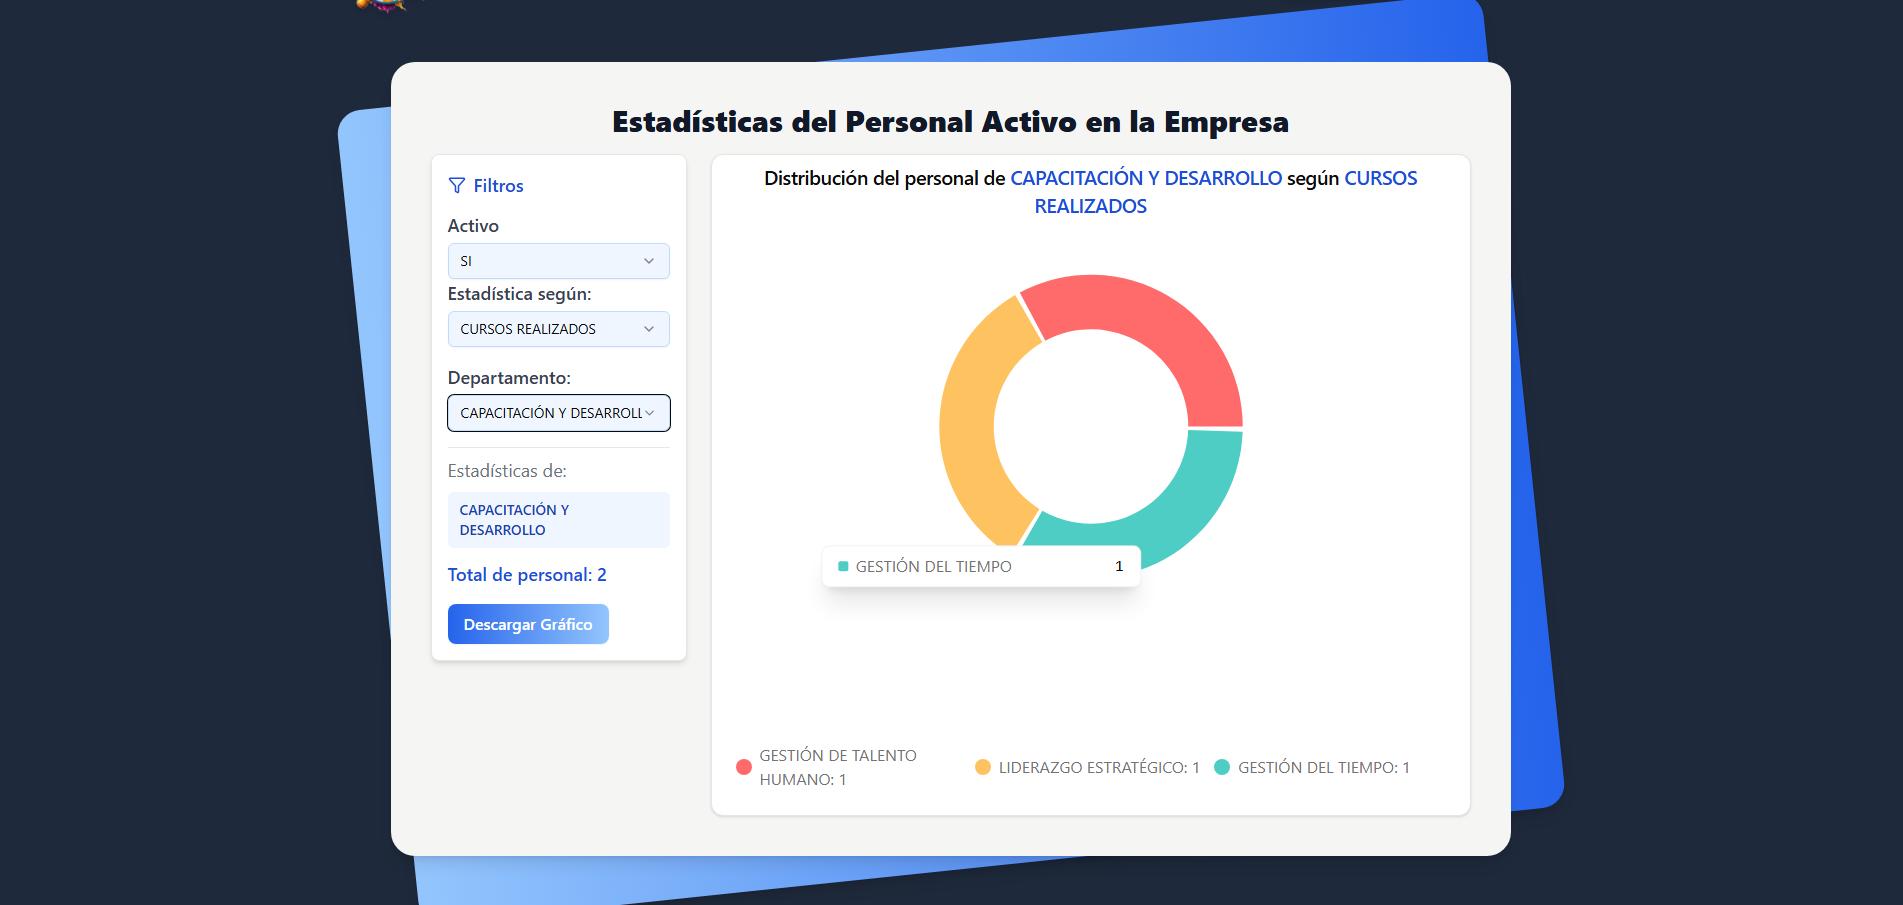 Estadísticas del Personal Activo en la Empresa
Filtros
Activo
SI
Estadística según:
CURSOS REALIZADOS
Departamento:
CAPACITACIÓN Y DESARROLL
Estadísticas de:
CAPACITACIÓN Y
DESARROLLO
Total de personal: 2
Descargar Gráfico
Distribución del personal de CAPACITACIÓN Y DESARROLLO según CURSOS
REALIZADOS
GESTIÓN DEL TIEMPO 1
GESTIÓN DE TALENTO
HUMANO: 1
LIDERAZGO ESTRATÉGICO: 1
GESTIÓN DEL TIEMPO: 1